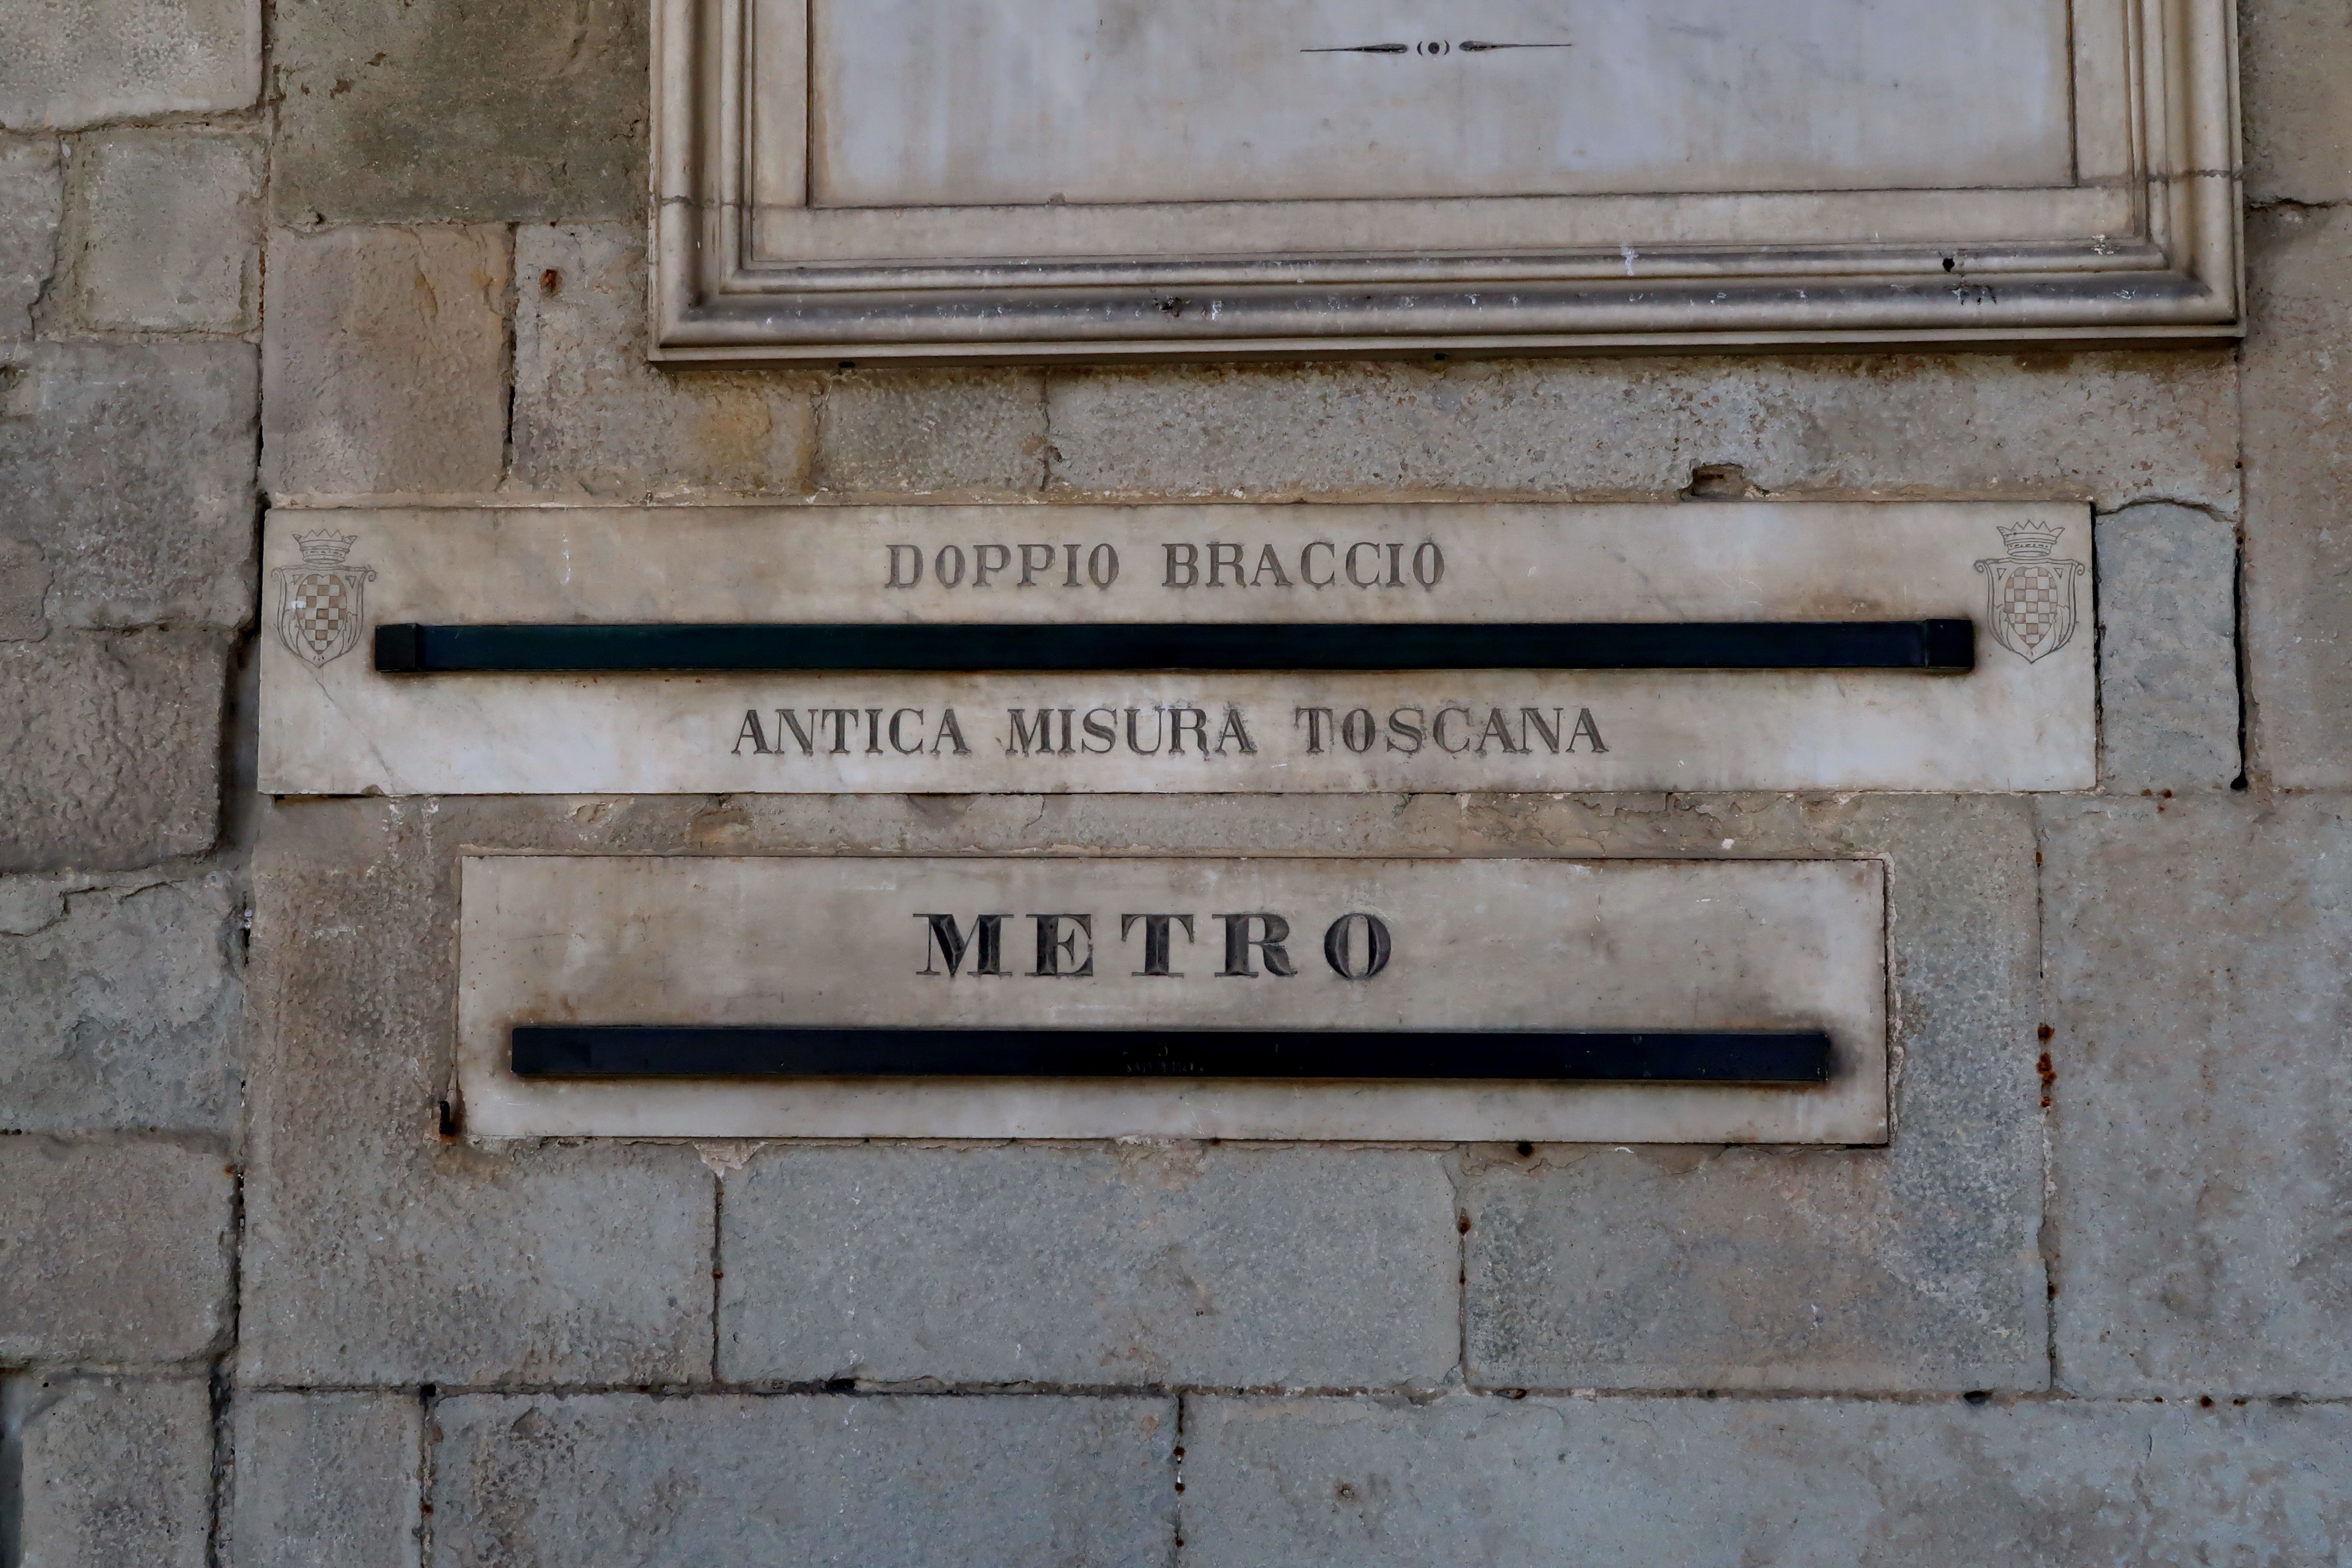 DOPPIO BRACCIO
ANTICA MISURA TOSCANA
METRO